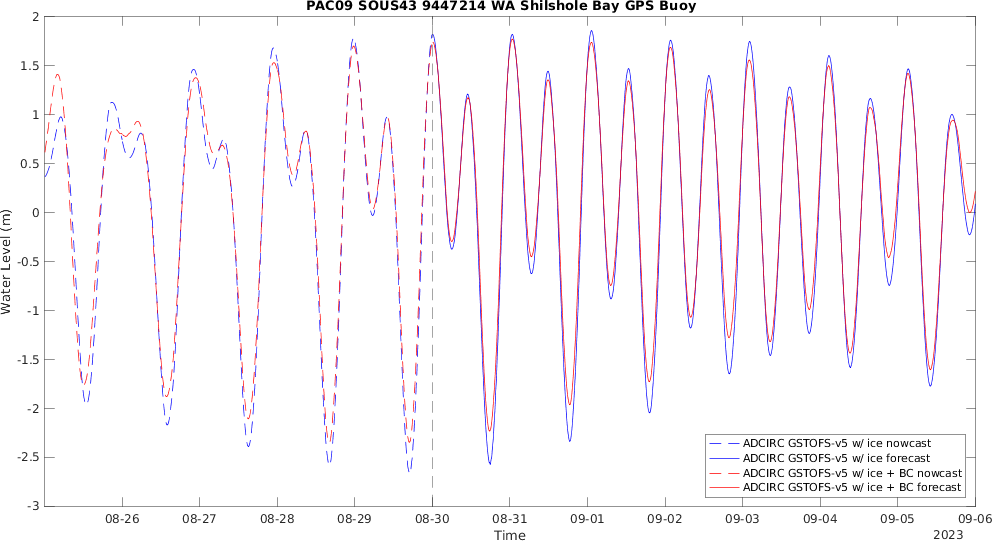 PAC09 SOUS43 9447214 WA Shilshole Bay GPS Buoy
2
1.5
1
0.5
0
-0.5
-1
-1.5
-2
-2.5
-3
Water Level (m)
ADCIRC GSTOFS-v5 w/ ice nowcast
ADCIRC GSTOFS-v5 w/ ice forecast
ADCIRC GSTOFS-v5 w/ ice + BC nowcast
ADCIRC GSTOFS-v5 w/ ice + BC forecast
08-26 08-27 08-28 08-29 08-30 08-31 09-01 09-02 09-03 09-04 09-05 09-06
Time
2023